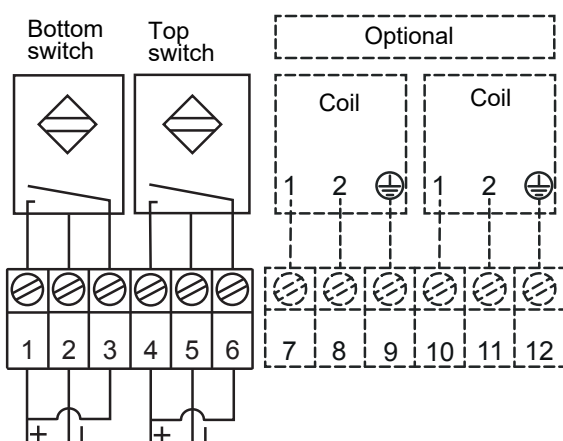 Bottom switch
Top switch
Optional
Coil
Coil
1 2
1 2
1 2 3 4 5 6 7 8 9 10 11 12
+
+